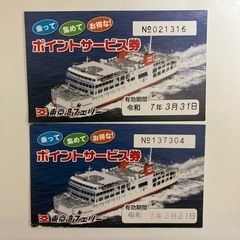 乗って 集めて お得な!
№021316
ポイントサービス券
有効期間
令和 7年3月31日
東京湾フェリー
乗って 集めて お得な!
№137304
ポイントサービス券
有効期間
令和 7年3月31日
東京湾フェリー